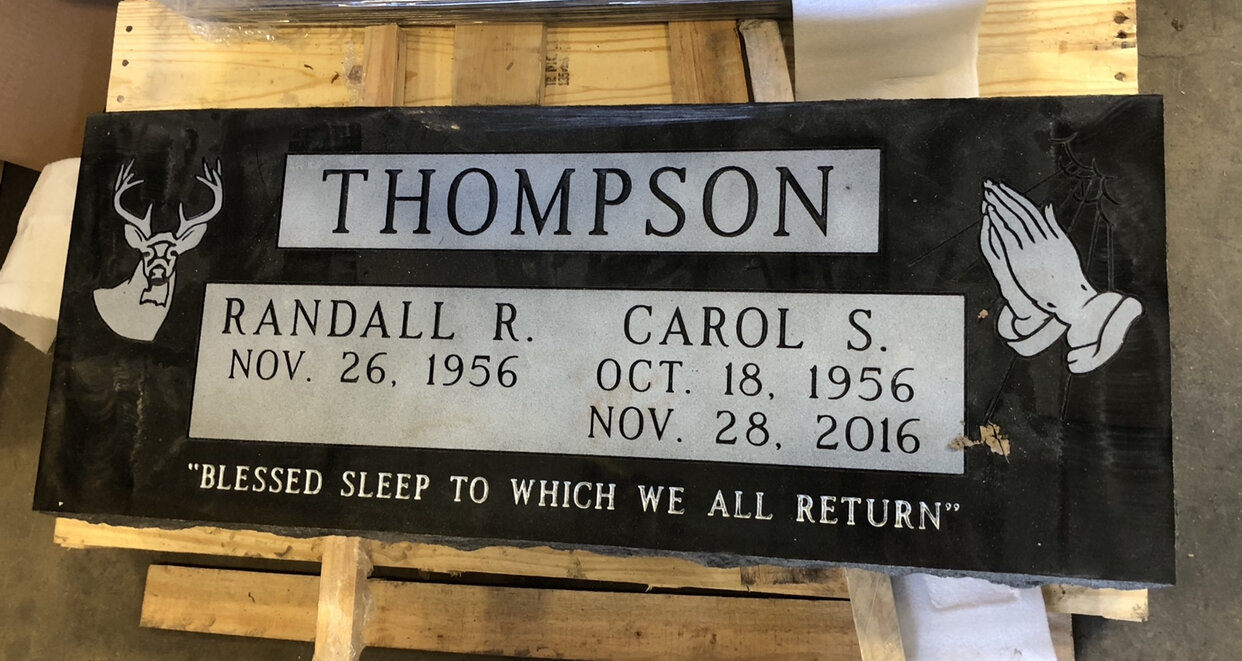 THOMPSON
RANDALL R. CAROL S.
NOV. 26, 1956 OCT. 18, 1956
NOV. 28, 2016
"BLESSED SLEEP TO WHICH WE ALL RETURN"